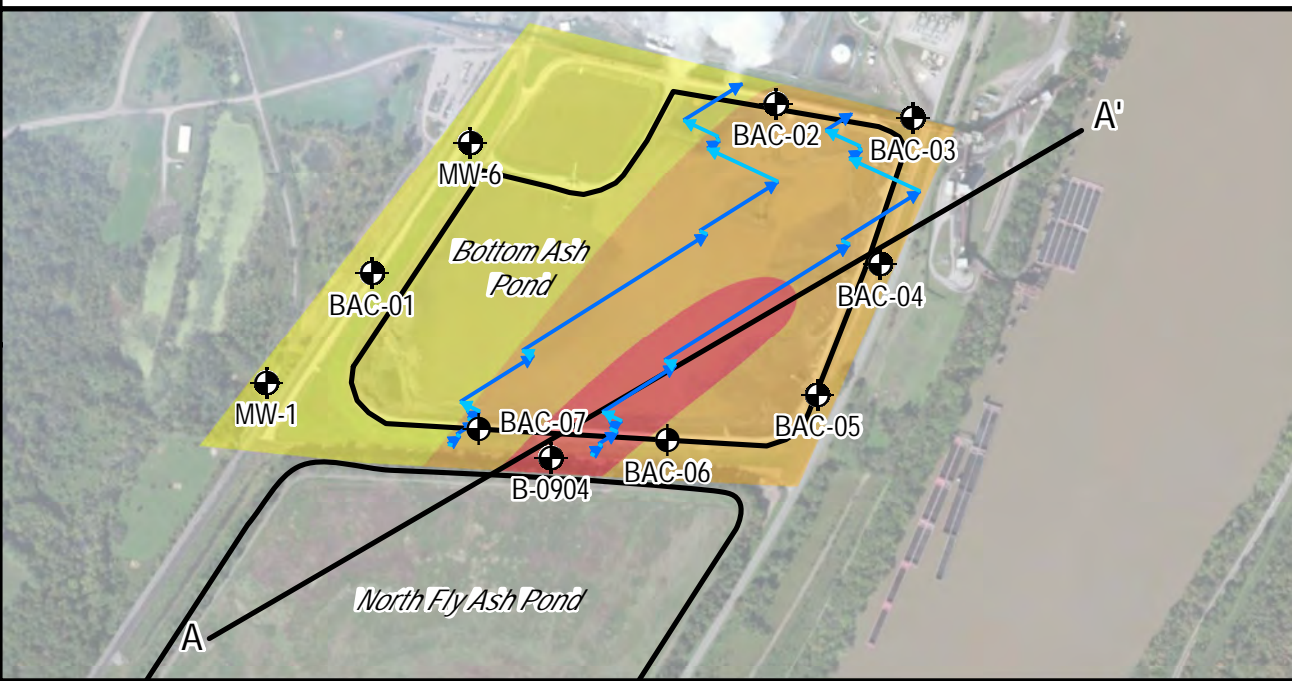 A'
BAC-02
BAC-03
MW-6
Bottom Ash
Pond
BAC-01
BAC-04
MW-1
BAC-07
BAC-05
BAC-06
B-0904
North Fly Ash Pond
A